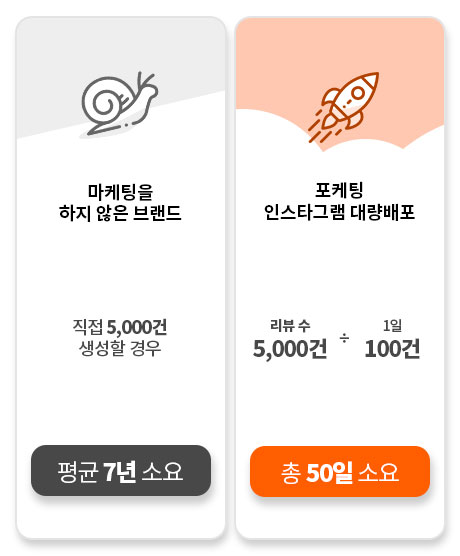 마케팅을
하지 않은 브랜드
직접 5,000건
생성할 경우
평균 7년 소요
포케팅
인스타그램 대량배포
리뷰 수
5,000건
÷
1일
100건
총 50일 소요